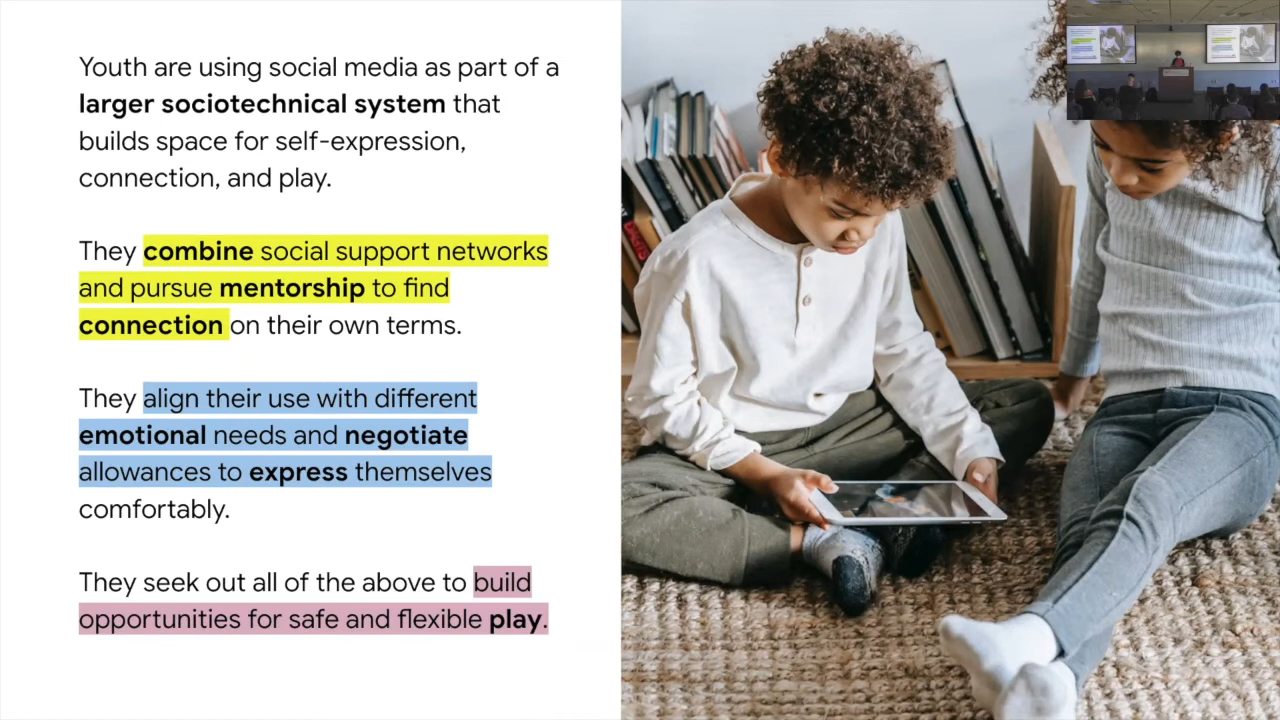 Youth are using social media as part of a
larger sociotechnical system that
builds space for self-expression,
connection, and play.
They combine social support networks
and pursue mentorship to find
connection on their own terms.
They align their use with different
emotional needs and negotiate
allowances to express themselves
comfortably.
They seek out all of the above to build
opportunities for safe and flexible play.